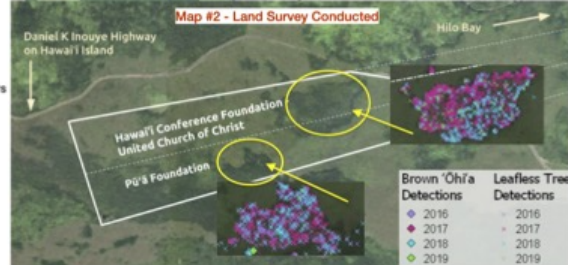 Map #2 - Land Survey Conducted
Daniel K Inouye Highway
on Hawai'i Island
Hilo Bay
Hawai'i Conference Foundation
United Church of Christ
Pū'ā Foundation
Brown 'Ōhi'a
Detections
2016
2017
2018
2019
Leafless Tree
Detections
2016
2017
2018
2019